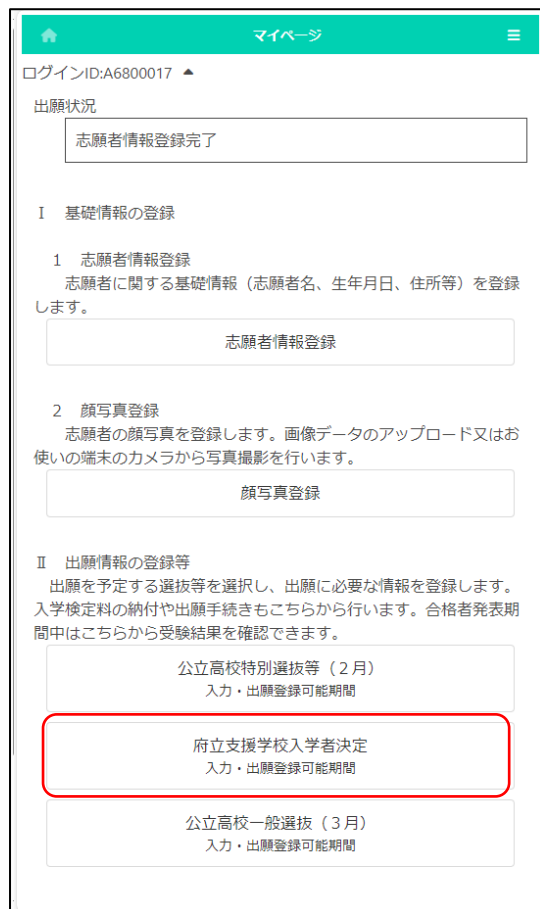 マイページ
ログインID:A6800017 ▲
出願状況
志願者情報登録完了
Ⅰ　基礎情報の登録
1　志願者情報登録
志願者に関する基礎情報（志願者名、生年月日、住所等）を登録
します。
志願者情報登録
2　顔写真登録
志願者の顔写真を登録します。画像データのアップロード又はお
使いの端末のカメラから写真撮影を行います。
顔写真登録
Ⅱ　出願情報の登録等
出願を予定する選抜等を選択し、出願に必要な情報を登録します。
入学検定料の納付や出願手続きもこちらから行います。合格者発表期
間中はこちらから受験結果を確認できます。
公立高校特別選抜等（２月）
入力・出願登録可能期間
府立支援学校入学者決定
入力・出願登録可能期間
公立高校一般選抜（３月）
入力・出願登録可能期間